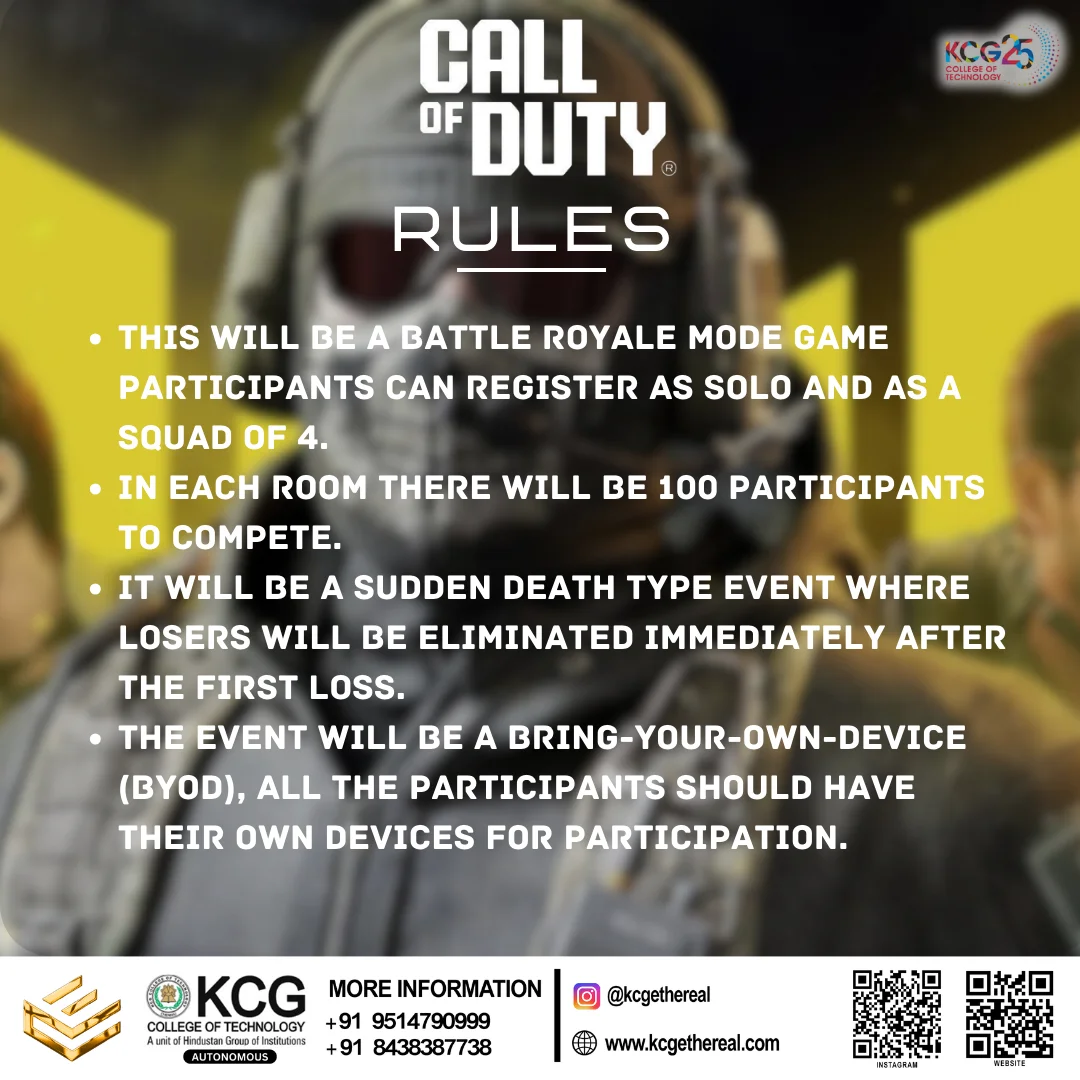 CALL
OF DUTY®
KCG25
COLLEGE OF
TECHNOLOGY
RULES
• THIS WILL BE A BATTLE ROYALE MODE GAME
PARTICIPANTS CAN REGISTER AS SOLO AND AS A
SQUAD OF 4.
• IN EACH ROOM THERE WILL BE 100 PARTICIPANTS
TO COMPETE.
• IT WILL BE A SUDDEN DEATH TYPE EVENT WHERE
LOSERS WILL BE ELIMINATED IMMEDIATELY AFTER
THE FIRST LOSS.
• THE EVENT WILL BE A BRING-YOUR-OWN-DEVICE
(BYOD), ALL THE PARTICIPANTS SHOULD HAVE
THEIR OWN DEVICES FOR PARTICIPATION.
KCG
COLLEGE OF TECHNOLOGY
A unit of Hindustan Group of Institutions
AUTONOMOUS
MORE INFORMATION
+91 9514790999
+91 8438387738
@kcgethereal
www.kcgethereal.com
INSTAGRAM
WEBSITE